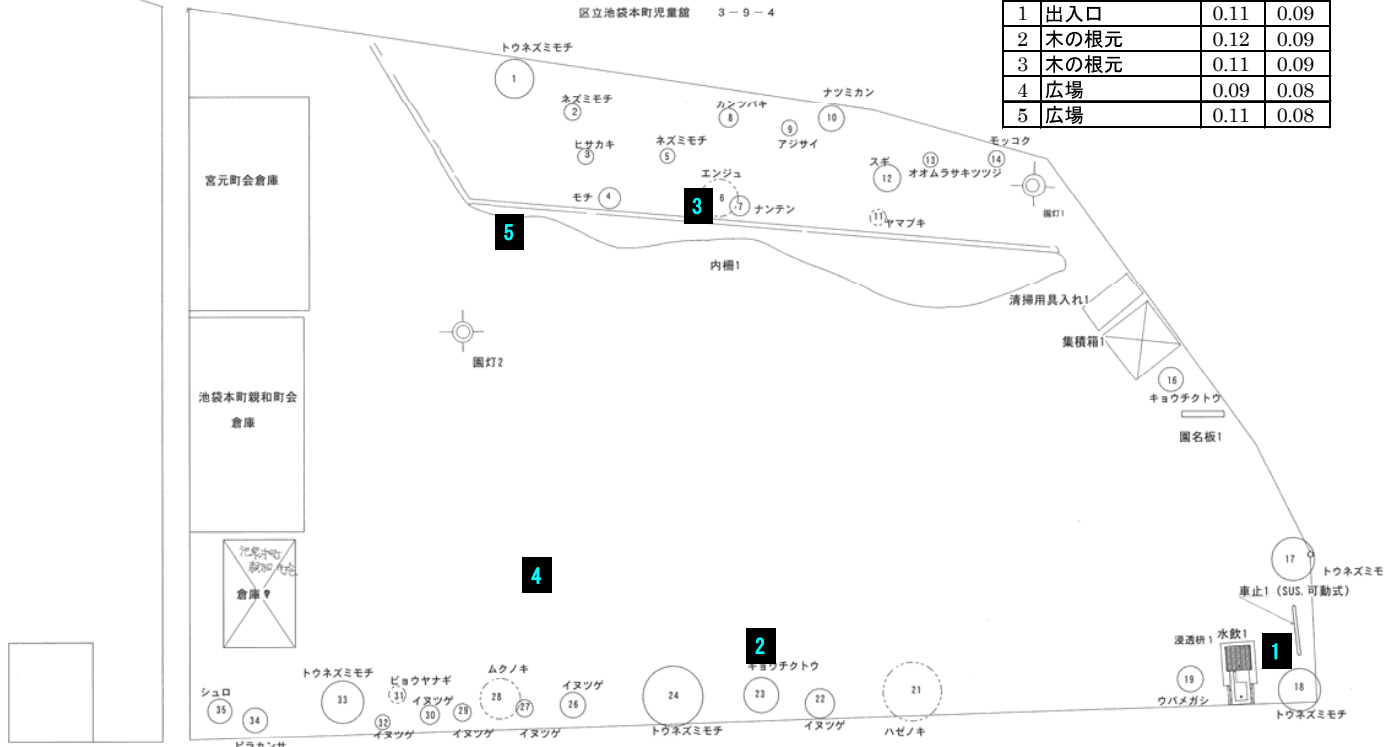 区立池袋本町児童館 3-9-4
1 出入口 0.11 0.09
2 木の根元 0.12 0.09
3 木の根元 0.11 0.09
4 広場 0.09 0.08
5 広場 0.11 0.08
トウネズミモチ
1
ネズミモチ
2
カンツバキ
8
9
アジサイ
ナツミカン
10
ヒサカキ
3
ネズミモチ
5
モッコク
14
13
オオムラサキツツジ
スギ
12
エンジュ
6
3
7
ナンテン
モチ
4
11
ヤマブキ
園灯1
宮元町会倉庫
5
内柵1
清掃用具入れ1
集積箱1
園灯2
16
キョウチクトウ
園名板1
池袋本町親和町会
倉庫
倉庫
4
17
トウネズミモ
車止1 (SUS,可動式)
浸透桝1
水飲1
1
2
キョウチクトウ
23
シュロ
35
34
ピラカンサ
トウネズミモチ
33
ビョウヤナギ
31
32
イヌツゲ
イヌツゲ
30
29
イヌツゲ
ムクノキ
28
27
イヌツゲ
イヌツゲ
26
24
トウネズミモチ
22
イヌツゲ
21
ハゼノキ
19
ウバメガシ
18
トウネズミモチ